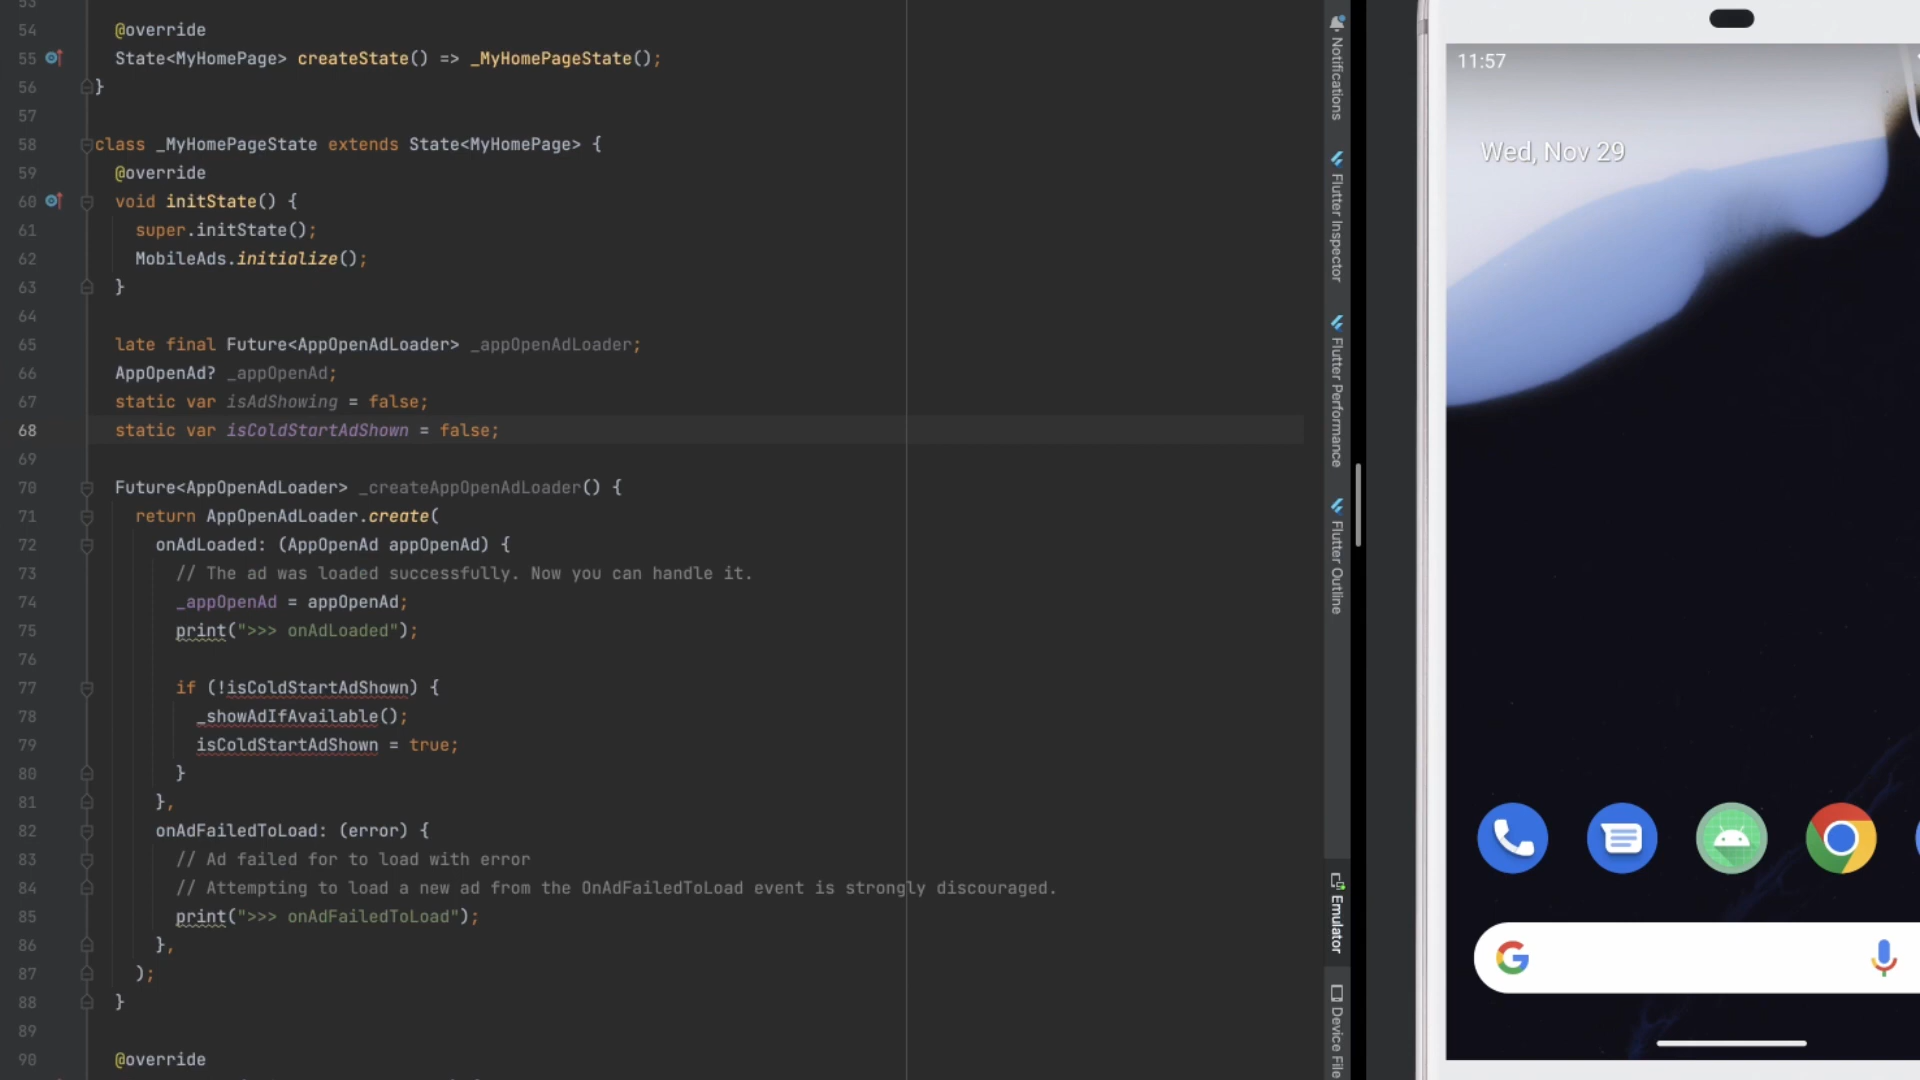 53
54 @override
55 State<MyHomePage> createState() => _MyHomePageState();
56 }
57
58 class _MyHomePageState extends State<MyHomePage> {
59 @override
60 void initState() {
61 super.initState();
62 MobileAds.initialize();
63 }
64
65 late final Future<AppOpenAdLoader> _appOpenAdLoader;
66 AppOpenAd? _appOpenAd;
67 static var isAdShowing = false;
68 static var isColdStartAdShown = false;
69
70 Future<AppOpenAdLoader> _createAppOpenAdLoader() {
71 return AppOpenAdLoader.create(
72 onAdLoaded: (AppOpenAd appOpenAd) {
73 // The ad was loaded successfully. Now you can handle it.
74 _appOpenAd = appOpenAd;
75 print(">>> onAdLoaded");
76
77 if (!isColdStartAdShown) {
78 _showAdIfAvailable();
79 isColdStartAdShown = true;
80 }
81 },
82 onAdFailedToLoad: (error) {
83 // Ad failed for to load with error
84 // Attempting to load a new ad from the OnAdFailedToLoad event is strongly discouraged.
85 print(">>> onAdFailedToLoad");
86 },
87 );
88 }
89
90 @override
Notifications
Flutter Inspector
Flutter Performance
Flutter Outline
Emulator
Device File
11:57
Wed, Nov 29